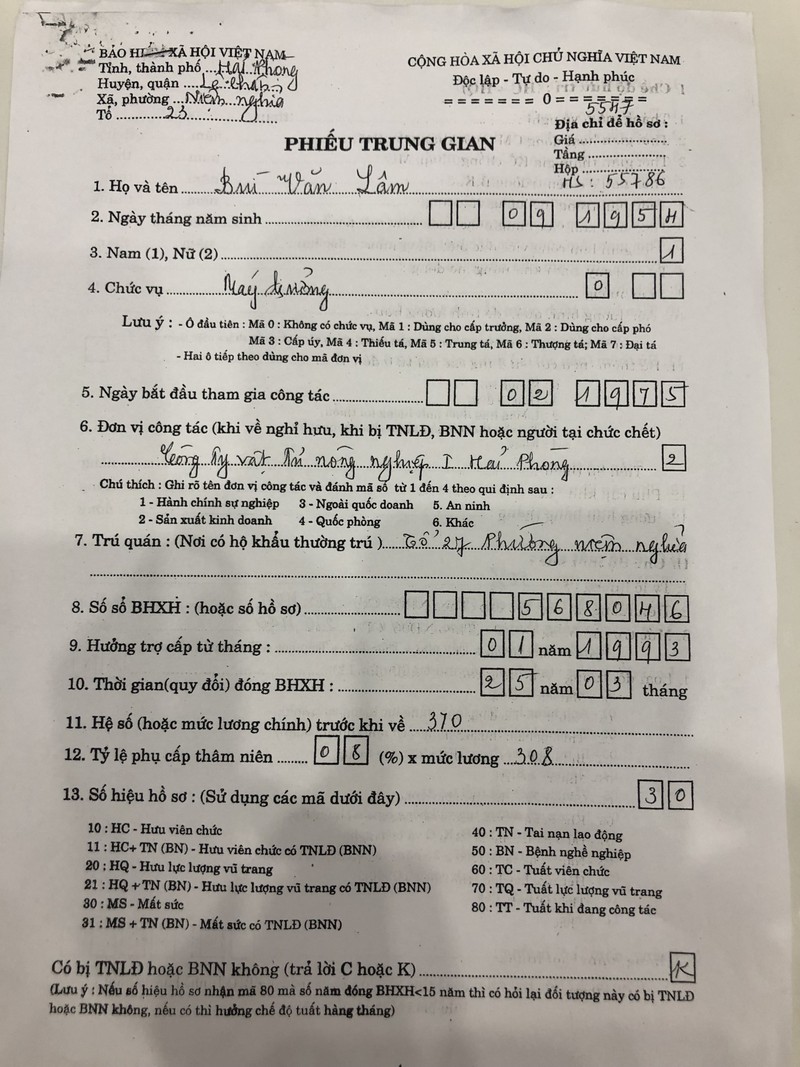 BẢO HIỂM XÃ HỘI VIỆT NAM
Tỉnh, thành phố ...Hải Phòng
Huyện, quận .....Lê Chân
Xã, phường ...Niệm Nghĩa
Tổ ............23............
CỘNG HÒA XÃ HỘI CHỦ NGHĨA VIỆT NAM
Độc lập - Tự do - Hạnh phúc
= = = = = = = 0 = = = = = = =
Địa chỉ để hồ sơ :
Giá ..........................
Tầng .......................
Hộp ........................
HS : 55786
PHIẾU TRUNG GIAN
1. Họ và tên ........Bùi Văn Lâm........
2. Ngày tháng năm sinh ........ 09 1954
3. Nam (1), Nữ (2) ........ 1
4. Chức vụ ........ 0
Lưu ý : - Ô đầu tiên : Mã 0 : Không có chức vụ, Mã 1 : Dùng cho cấp trưởng, Mã 2 : Dùng cho cấp phó
Mã 3 : Cấp úy, Mã 4 : Thiếu tá, Mã 5 : Trung tá, Mã 6 : Thượng tá; Mã 7 : Đại tá
- Hai ô tiếp theo dùng cho mã đơn vị
5. Ngày bắt đầu tham gia công tác ........ 02 1975
6. Đơn vị công tác (khi về nghỉ hưu, khi bị TNLĐ, BNN hoặc người tại chức chết)
........ Công Ty vật tư nông nghiệp I Hải Phòng ........ 2
Chú thích : Ghi rõ tên đơn vị công tác và đánh mã số từ 1 đến 4 theo qui định sau :
1 - Hành chính sự nghiệp 3 - Ngoài quốc doanh 5. An ninh
2 - Sản xuất kinh doanh 4 - Quốc phòng 6. Khác
7. Trú quán : (Nơi có hộ khẩu thường trú )......Tổ Phường niệm nghĩa
8. Số sổ BHXH : (hoặc số hồ sơ) ........ 568046
9. Hưởng trợ cấp từ tháng : ........ 01 năm 1993
10. Thời gian(quy đổi) đóng BHXH : ........ 25 năm 03 tháng
11. Hệ số (hoặc mức lương chính) trước khi về ....310........
12. Tỷ lệ phụ cấp thâm niên ........ 08 (%) x mức lương ...308........
13. Số hiệu hồ sơ : (Sử dụng các mã dưới đây) ........ 30
10 : HC - Hưu viên chức
11 : HC+ TN (BN) - Hưu viên chức có TNLĐ (BNN)
20 : HQ - Hưu lực lượng vũ trang
21 : HQ + TN (BN) - Hưu lực lượng vũ trang có TNLĐ (BNN)
30 : MS - Mất sức
31 : MS + TN (BN) - Mất sức có TNLĐ (BNN)
40 : TN - Tai nạn lao động
50 : BN - Bệnh nghề nghiệp
60 : TC - Tuất viên chức
70 : TQ - Tuất lực lượng vũ trang
80 : TT - Tuất khi đang công tác
Có bị TNLĐ hoặc BNN không (trả lời C hoặc K) ........ K
(Lưu ý : Nếu số hiệu hồ sơ nhận mã 80 mà số năm đóng BHXH<15 năm thì có hỏi lại đối tượng này có bị TNLĐ
hoặc BNN không, nếu có thì hưởng chế độ tuất hàng tháng)